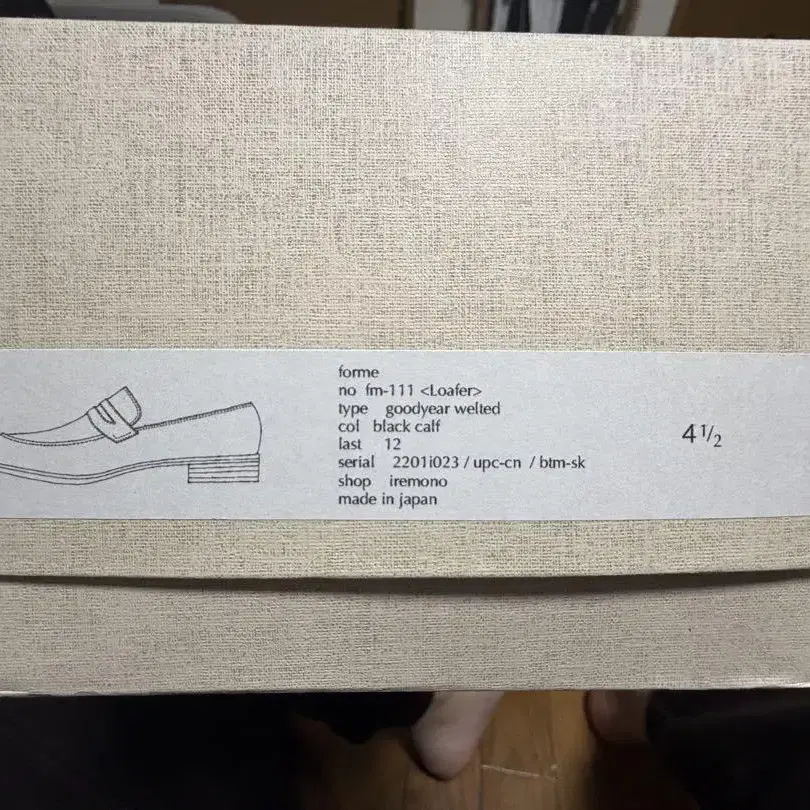 forme
no fm-111 <Loafer>
type goodyear welted
col black calf
last 12
serial 2201i023 / upc-cn / btm-sk
shop iremono
made in japan
4 1/2